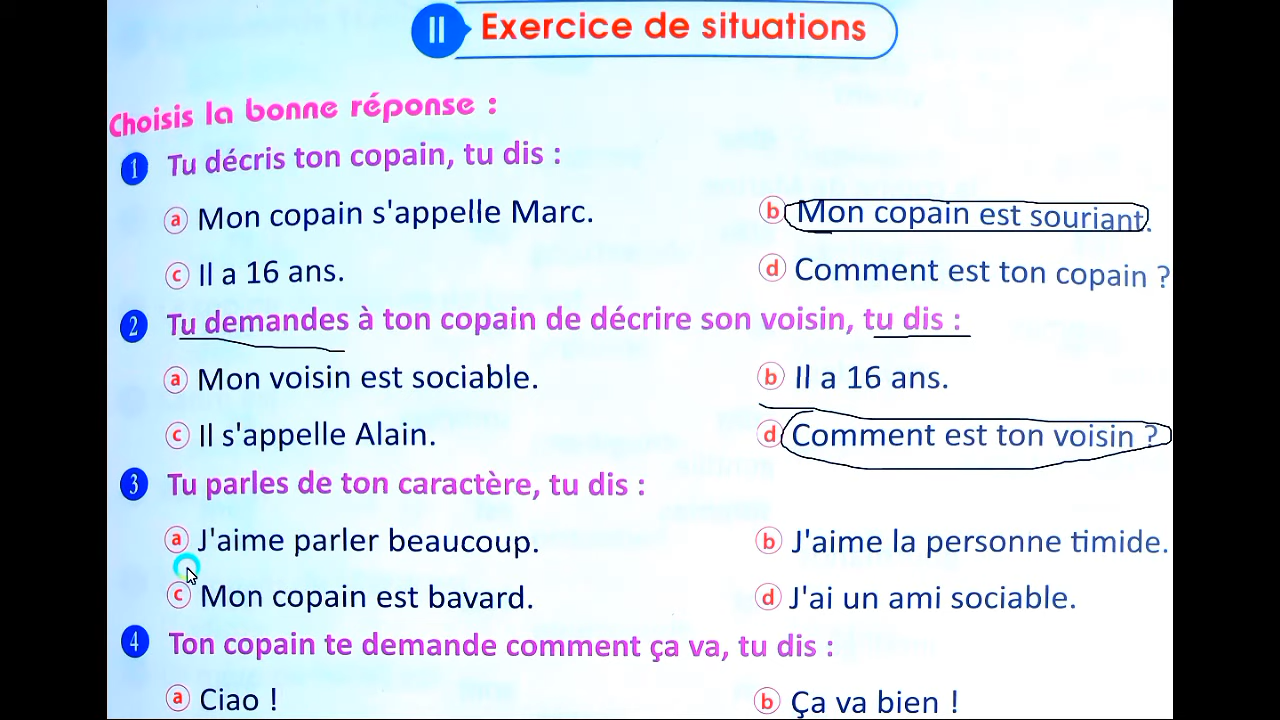 II Exercice de situations
Choisis la bonne réponse :
1 Tu décris ton copain, tu dis :
a Mon copain s'appelle Marc. b Mon copain est souriant.
c Il a 16 ans. d Comment est ton copain ?
2 Tu demandes à ton copain de décrire son voisin, tu dis :
a Mon voisin est sociable. b Il a 16 ans.
c Il s'appelle Alain. d Comment est ton voisin ?
3 Tu parles de ton caractère, tu dis :
a J'aime parler beaucoup. b J'aime la personne timide.
c Mon copain est bavard. d J'ai un ami sociable.
4 Ton copain te demande comment ça va, tu dis :
a Ciao ! b Ça va bien !